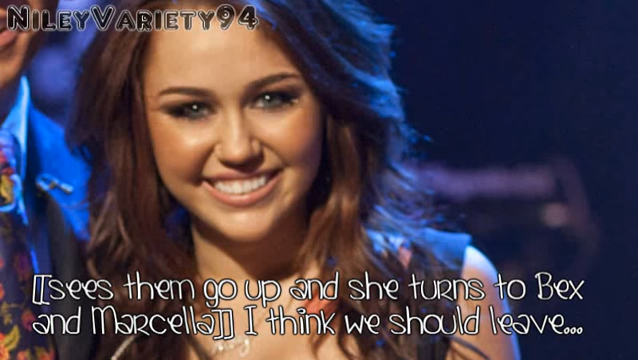 NileyVariety94
[[sees them go up and she turns to Bex
and Marcella]] I think we should leave...